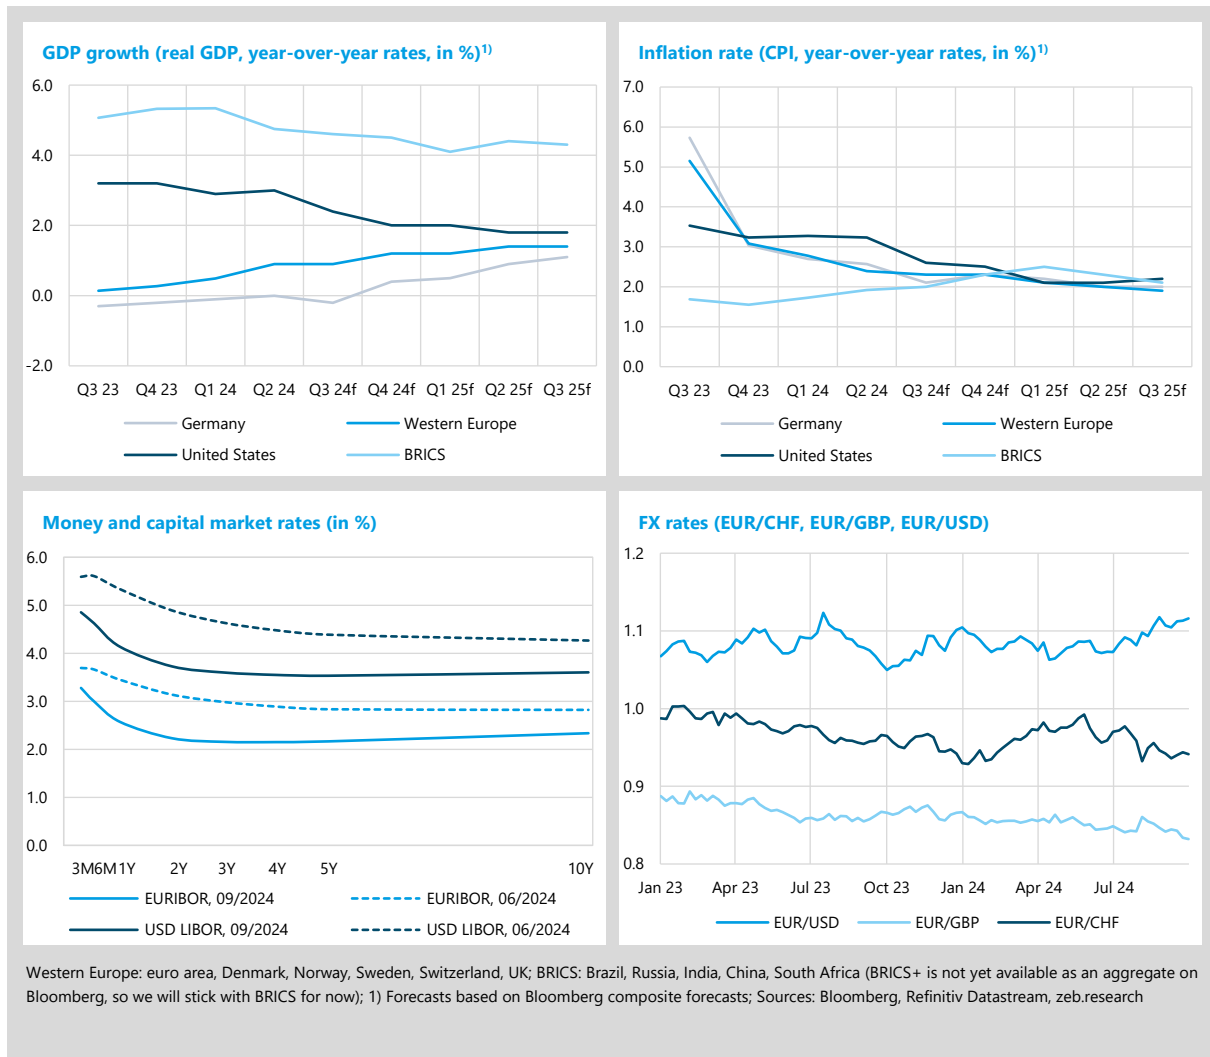 GDP growth (real GDP, year-over-year rates, in %)1)
6.0
4.0
2.0
0.0
-2.0
Q3 23 Q4 23 Q1 24 Q2 24 Q3 24f Q4 24f Q1 25f Q2 25f Q3 25f
Germany Western Europe
United States BRICS
Inflation rate (CPI, year-over-year rates, in %)1)
7.0
6.0
5.0
4.0
3.0
2.0
1.0
0.0
Q3 23 Q4 23 Q1 24 Q2 24 Q3 24f Q4 24f Q1 25f Q2 25f Q3 25f
Germany Western Europe
United States BRICS
Money and capital market rates (in %)
6.0
5.0
4.0
3.0
2.0
1.0
0.0
3M6M1Y 2Y 3Y 4Y 5Y 10Y
EURIBOR, 09/2024 EURIBOR, 06/2024
USD LIBOR, 09/2024 USD LIBOR, 06/2024
FX rates (EUR/CHF, EUR/GBP, EUR/USD)
1.2
1.1
1.0
0.9
0.8
Jan 23 Apr 23 Jul 23 Oct 23 Jan 24 Apr 24 Jul 24
EUR/USD EUR/GBP EUR/CHF
Western Europe: euro area, Denmark, Norway, Sweden, Switzerland, UK; BRICS: Brazil, Russia, India, China, South Africa (BRICS+ is not yet available as an aggregate on
Bloomberg, so we will stick with BRICS for now); 1) Forecasts based on Bloomberg composite forecasts; Sources: Bloomberg, Refinitiv Datastream, zeb.research